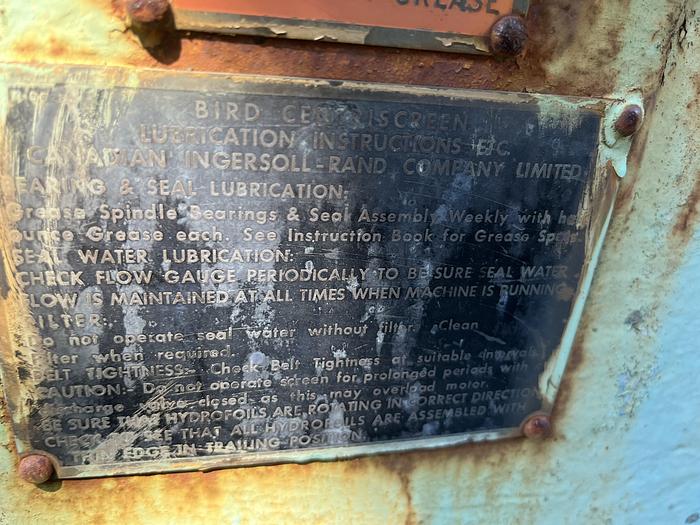 GREASE
BIRD CENTRISCREEN
LUBRICATION INSTRUCTIONS ETC.
CANADIAN INGERSOLL-RAND COMPANY LIMITED
BEARING & SEAL LUBRICATION:
Grease Spindle Bearings & Seal Assembly Weekly with half
ounce Grease each. See Instruction Book for Grease Specs.
SEAL WATER LUBRICATION:
CHECK FLOW GAUGE PERIODICALLY TO BE SURE SEAL WATER
FLOW IS MAINTAINED AT ALL TIMES WHEN MACHINE IS RUNNING
FILTER:
Do not operate seal water without filter. Clean
filter when required.
BELT TIGHTNESS:- Check Belt Tightness at suitable intervals.
CAUTION:- Do not operate screen for prolonged periods with
discharge valve closed as this may overload motor.
BE SURE THAT HYDROFOILS ARE ROTATING IN CORRECT DIRECTION
CHECK TO SEE THAT ALL HYDROFOILS ARE ASSEMBLED WITH
THIN EDGE IN TRAILING POSITION.